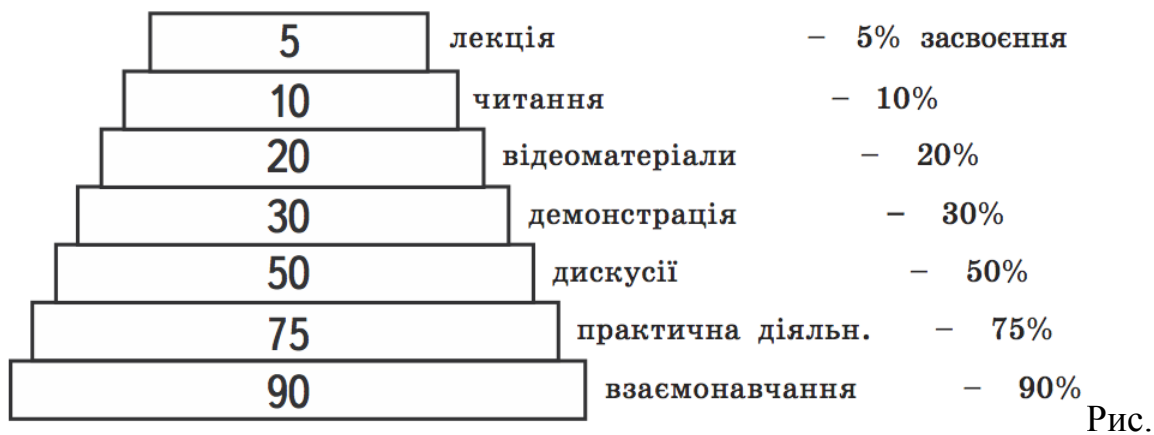 5 лекція – 5% засвоєння
10 читання – 10%
20 відеоматеріали – 20%
30 демонстрація – 30%
50 дискусії – 50%
75 практична діяльн. – 75%
90 взаємонавчання – 90%
Рис.